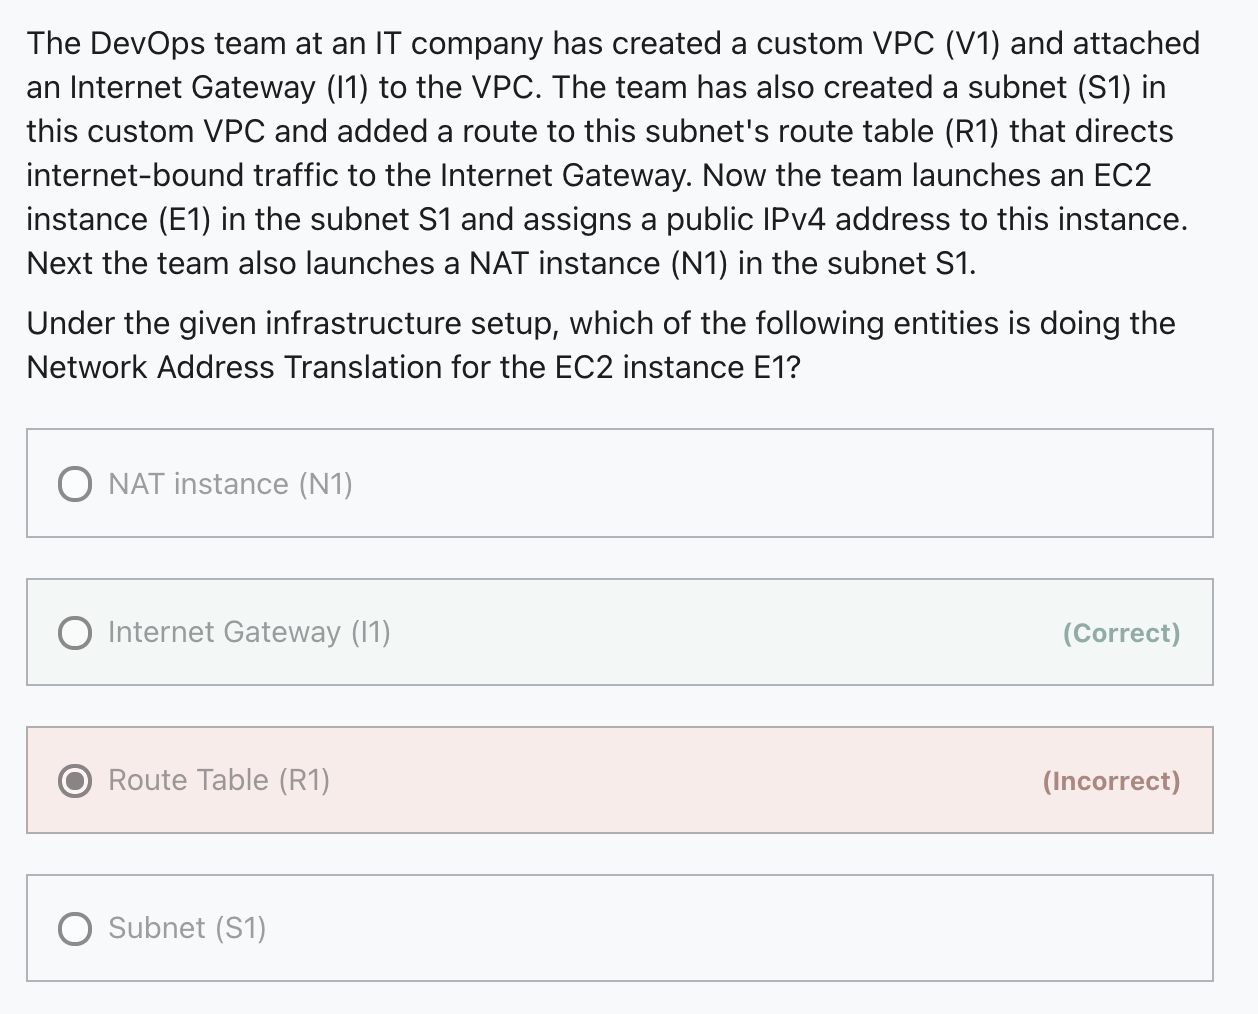 The DevOps team at an IT company has created a custom VPC (V1) and attached
an Internet Gateway (I1) to the VPC. The team has also created a subnet (S1) in
this custom VPC and added a route to this subnet's route table (R1) that directs
internet-bound traffic to the Internet Gateway. Now the team launches an EC2
instance (E1) in the subnet S1 and assigns a public IPv4 address to this instance.
Next the team also launches a NAT instance (N1) in the subnet S1.
Under the given infrastructure setup, which of the following entities is doing the
Network Address Translation for the EC2 instance E1?
NAT instance (N1)
Internet Gateway (I1) (Correct)
Route Table (R1) (Incorrect)
Subnet (S1)